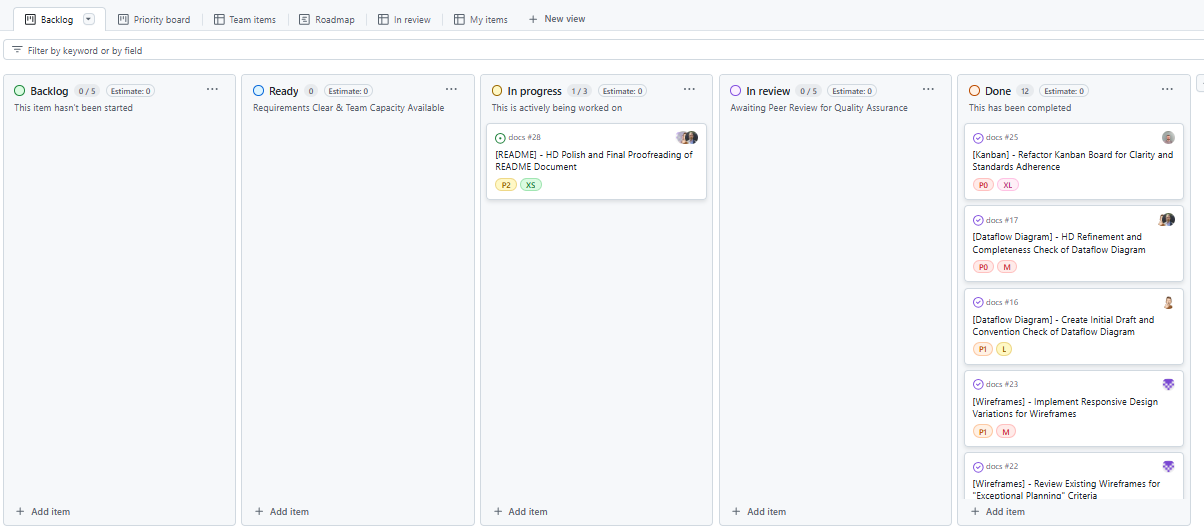 Backlog
Priority board
Team items
Roadmap
In review
My items
New view
Filter by keyword or by field
Backlog 0 / 5 Estimate: 0
This item hasn't been started
Add item
Ready 0 Estimate: 0
Requirements Clear & Team Capacity Available
Add item
In progress 1 / 3 Estimate: 0
This is actively being worked on
docs #28
[README] - HD Polish and Final Proofreading of
README Document
P2 XS
Add item
In review 0 / 5 Estimate: 0
Awaiting Peer Review for Quality Assurance
Add item
Done 12 Estimate: 0
This has been completed
docs #25
[Kanban] - Refactor Kanban Board for Clarity and
Standards Adherence
P0 XL
docs #17
[Dataflow Diagram] - HD Refinement and
Completeness Check of Dataflow Diagram
P0 M
docs #16
[Dataflow Diagram] - Create Initial Draft and
Convention Check of Dataflow Diagram
P1 L
docs #23
[Wireframes] - Implement Responsive Design
Variations for Wireframes
P1 M
docs #22
[Wireframes] - Review Existing Wireframes for
"Exceptional Planning" Criteria
Add item